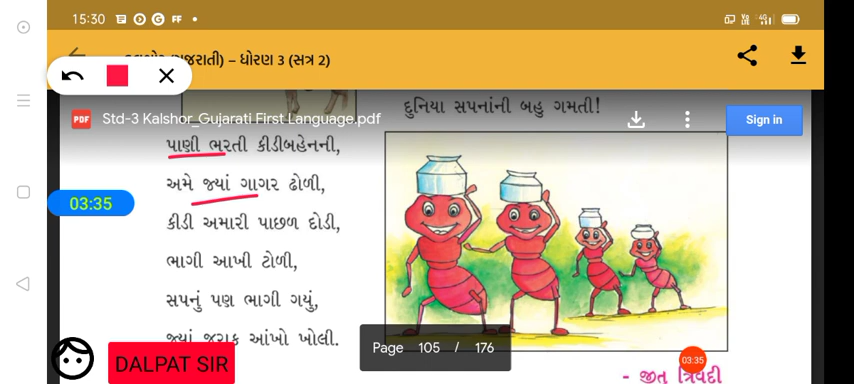 15:30
(ગુજરાતી) – ધોરણ 3 (સત્ર 2)
દુનિયા સપનાંની બહુ ગમતી!
PDF Std-3 Kalshor_Gujarati First Language.pdf
Sign in
પાણી ભરતી કીડીબહેનની,
અમે જ્યાં ગાગર ઢોળી,
03:35
કીડી અમારી પાછળ દોડી,
ભાગી આખી ટોળી,
સપનું પણ ભાગી ગયું,
જ્યાં જરાક આંખો ખોલી.
Page 105 / 176
03:35
DALPAT SIR
- જીત ત્રિવેદી